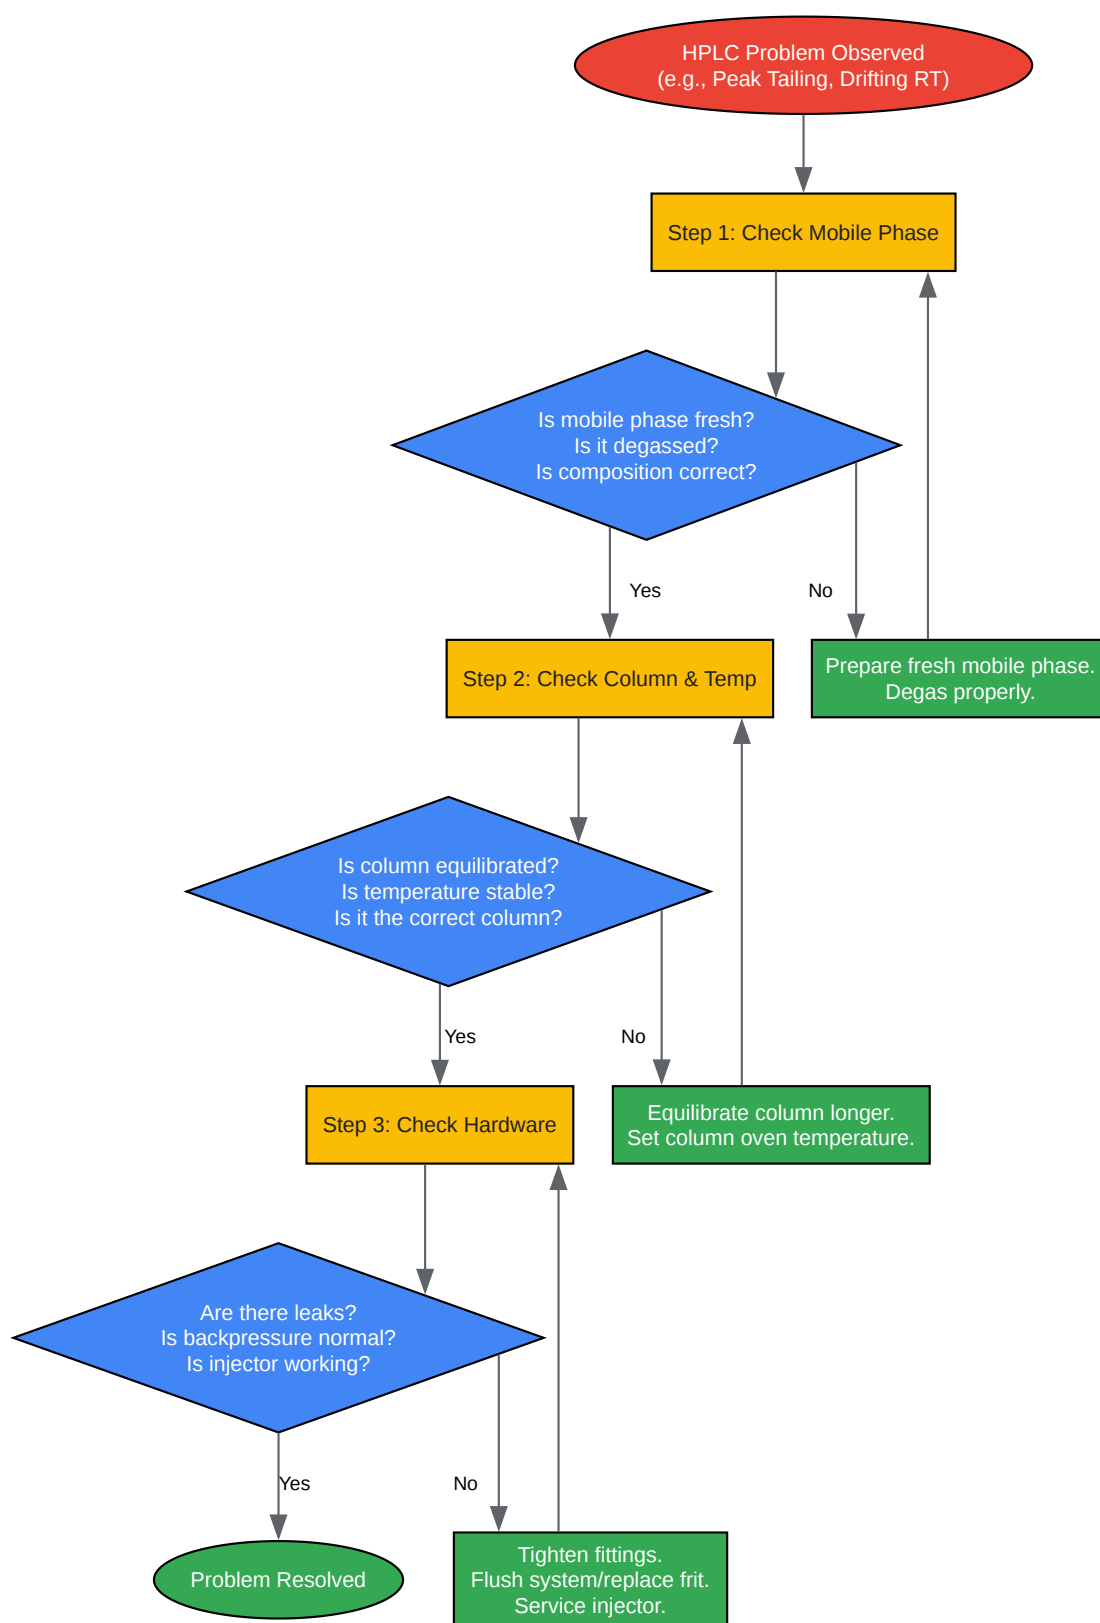 HPLC Problem Observed
(e.g., Peak Tailing, Drifting RT)
Step 1: Check Mobile Phase
Is mobile phase fresh?
Is it degassed?
Is composition correct?
Yes
No
Step 2: Check Column & Temp
Prepare fresh mobile phase.
Degas properly.
Is column equilibrated?
Is temperature stable?
Is it the correct column?
Yes
No
Step 3: Check Hardware
Equilibrate column longer.
Set column oven temperature.
Are there leaks?
Is backpressure normal?
Is injector working?
Yes
No
Problem Resolved
Tighten fittings.
Flush system/replace frit.
Service injector.